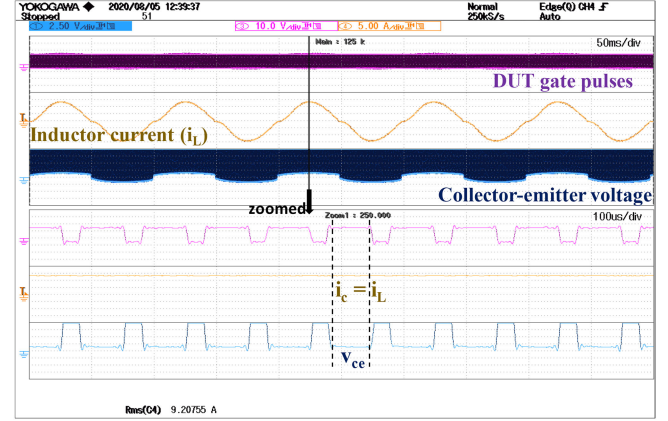 YOKOGAWA ◆ 2020/08/05 12:39:37 Normal Edge(Q) CH4
Stopped 51 250kS/s Auto
2.50 V/div 10.0 V/div 5.00 A/div
Main : 125 k 50ms/div
DUT gate pulses
Inductor current (iL)
Collector-emitter voltage
zoomed
Zoom1 : 250.000 100us/div
ic = iL
vce
Rms(C4) 9.20755 A